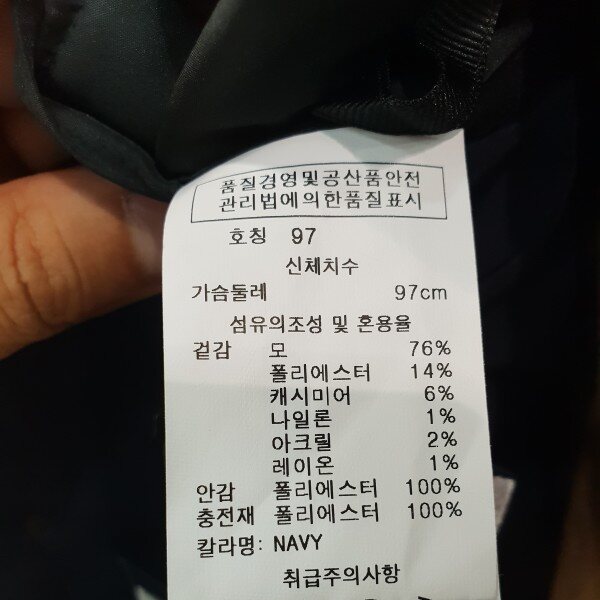 품질경영및공산품안전
관리법에의한품질표시
호칭 97
신체치수
가슴둘레 97cm
섬유의조성 및 혼용율
겉감 모 76%
폴리에스터 14%
캐시미어 6%
나일론 1%
아크릴 2%
레이온 1%
안감 폴리에스터 100%
충전재 폴리에스터 100%
칼라명: NAVY
취급주의사항